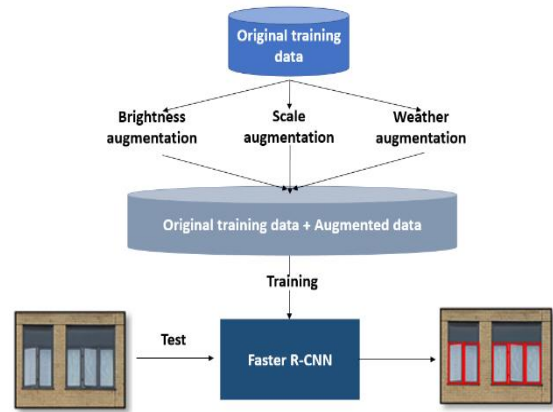 Original training
data
Brightness
augmentation
Scale
augmentation
Weather
augmentation
Original training data + Augmented data
Training
Test
Faster R-CNN